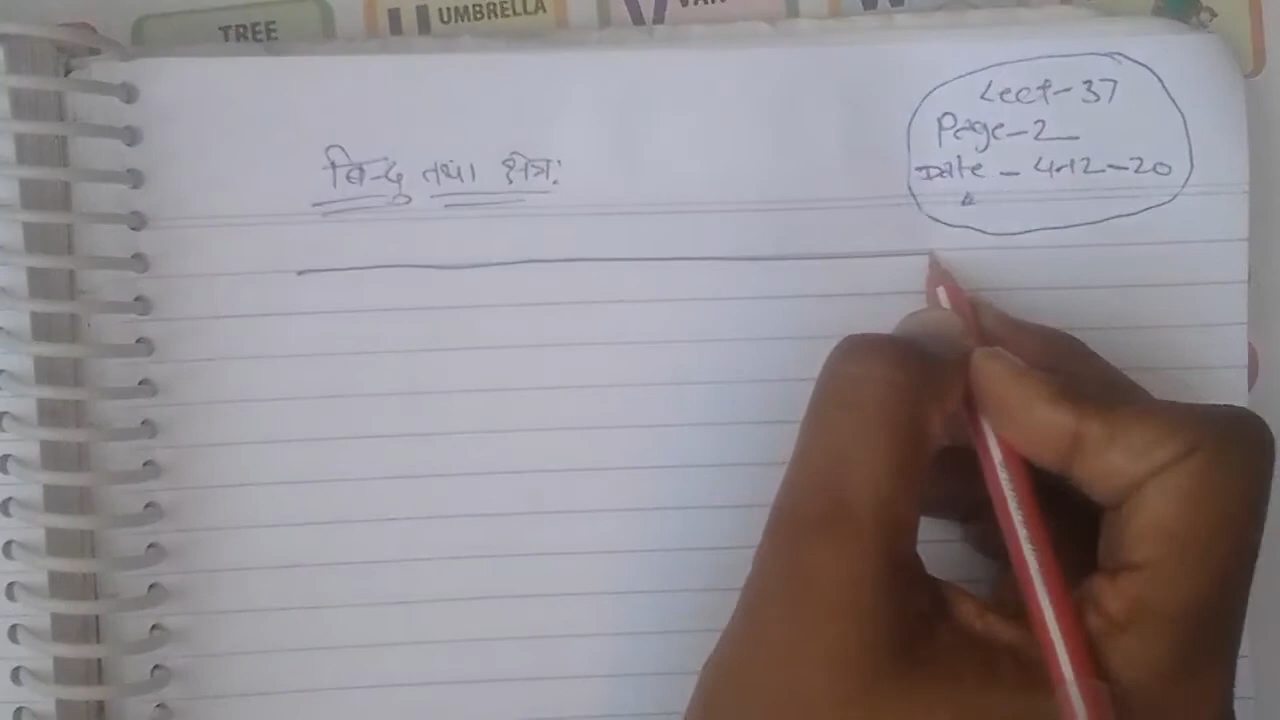 TREE
UMBRELLA
Lect-37
Page-2
Date - 4-12-20
बिन्दु तथा क्षेत्र: